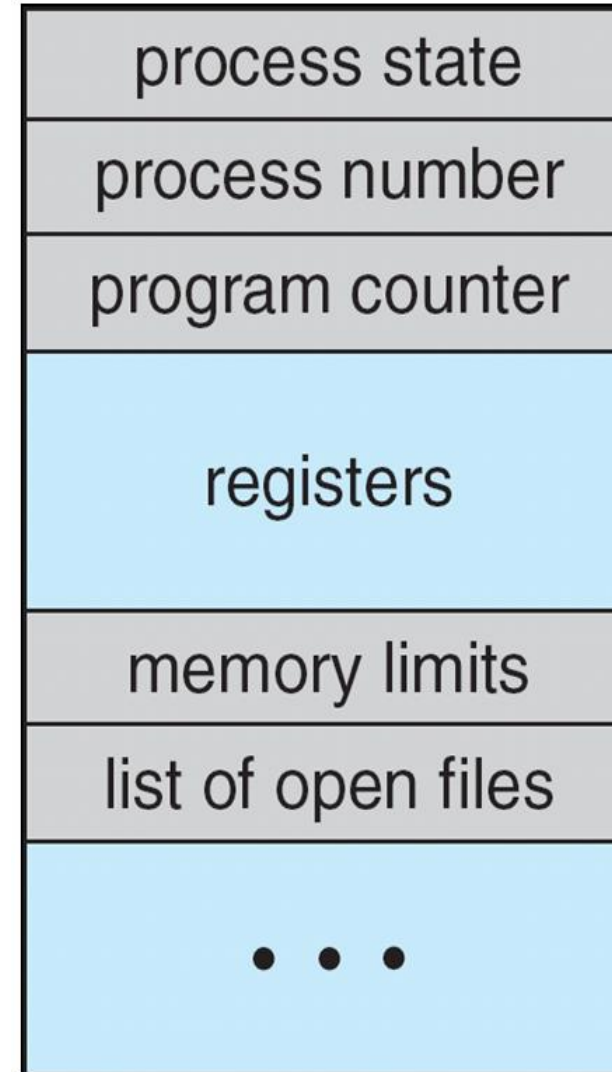 process state
process number
program counter
registers
memory limits
list of open files
• • •